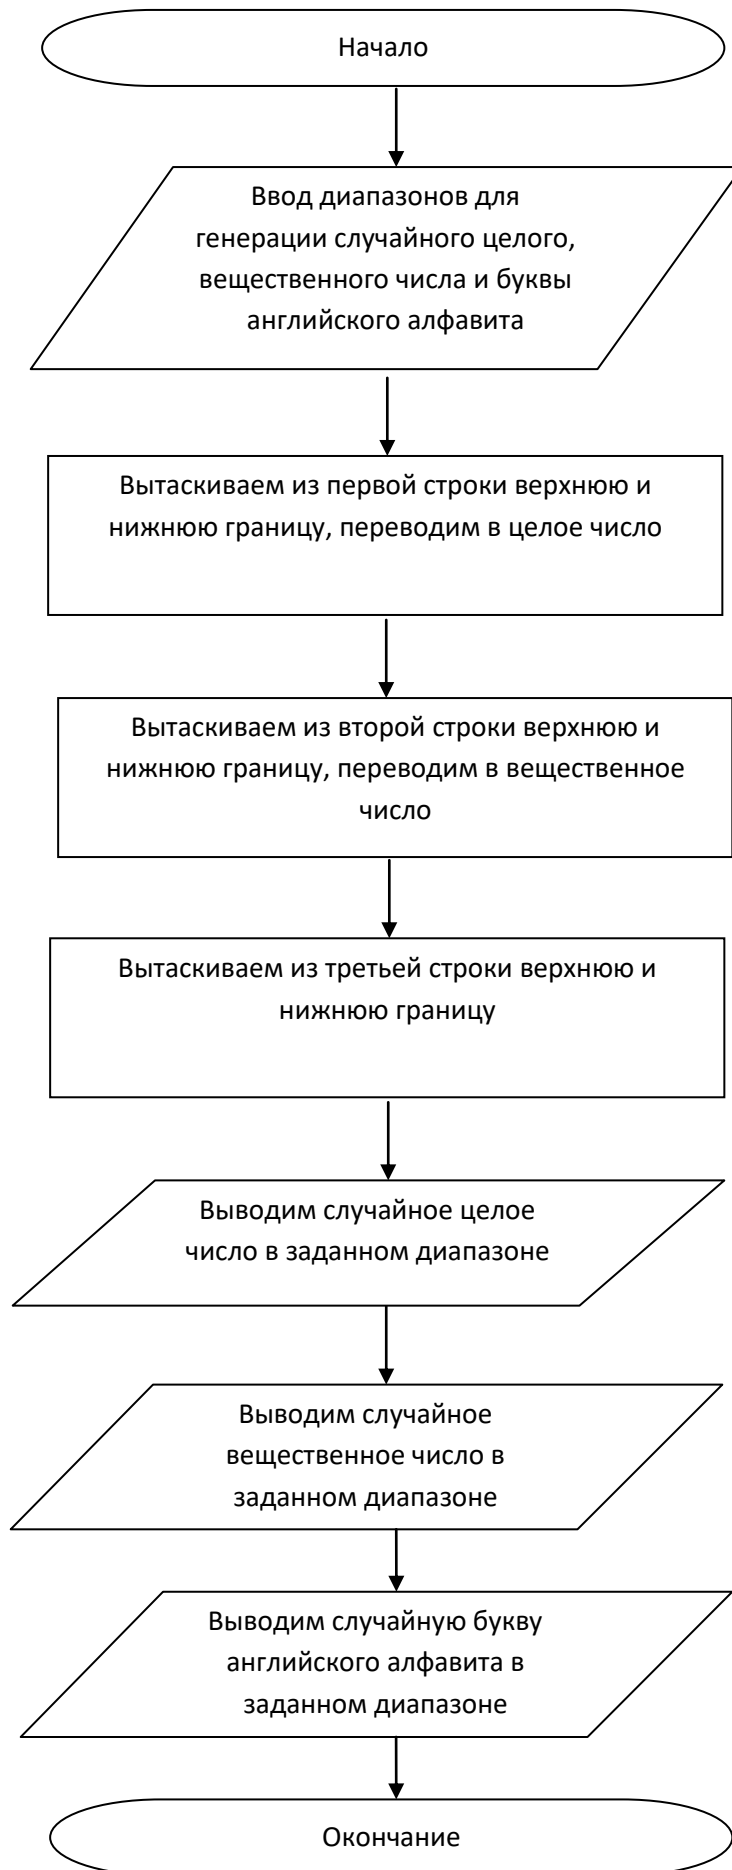 Начало
Ввод диапазонов для
генерации случайного целого,
вещественного числа и буквы
английского алфавита
Вытаскиваем из первой строки верхнюю и
нижнюю границу, переводим в целое число
Вытаскиваем из второй строки верхнюю и
нижнюю границу, переводим в вещественное
число
Вытаскиваем из третьей строки верхнюю и
нижнюю границу
Выводим случайное целое
число в заданном диапазоне
Выводим случайное
вещественное число в
заданном диапазоне
Выводим случайную букву
английского алфавита в
заданном диапазоне
Окончание